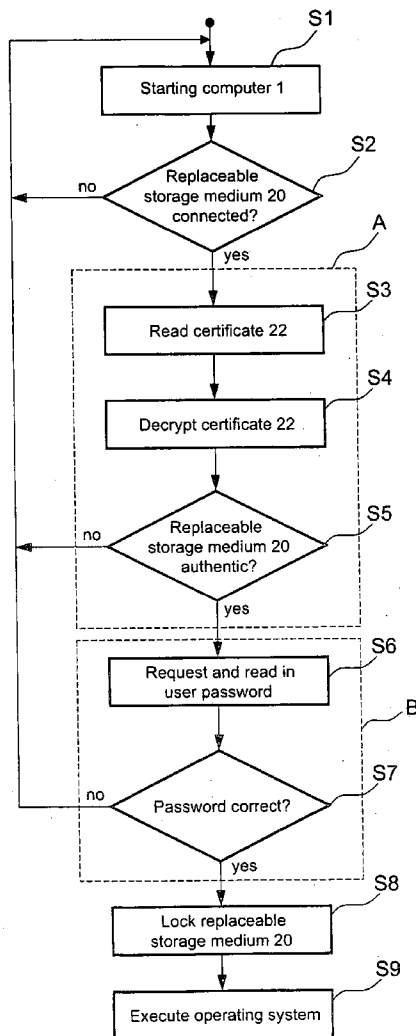 S1
Starting computer 1
S2
Replaceable
storage medium 20
connected?
no
yes
A
S3
Read certificate 22
S4
Decrypt certificate 22
S5
Replaceable
storage medium 20
authentic?
no
yes
S6
Request and read in
user password
B
S7
Password correct?
no
yes
S8
Lock replaceable
storage medium 20
S9
Execute operating system